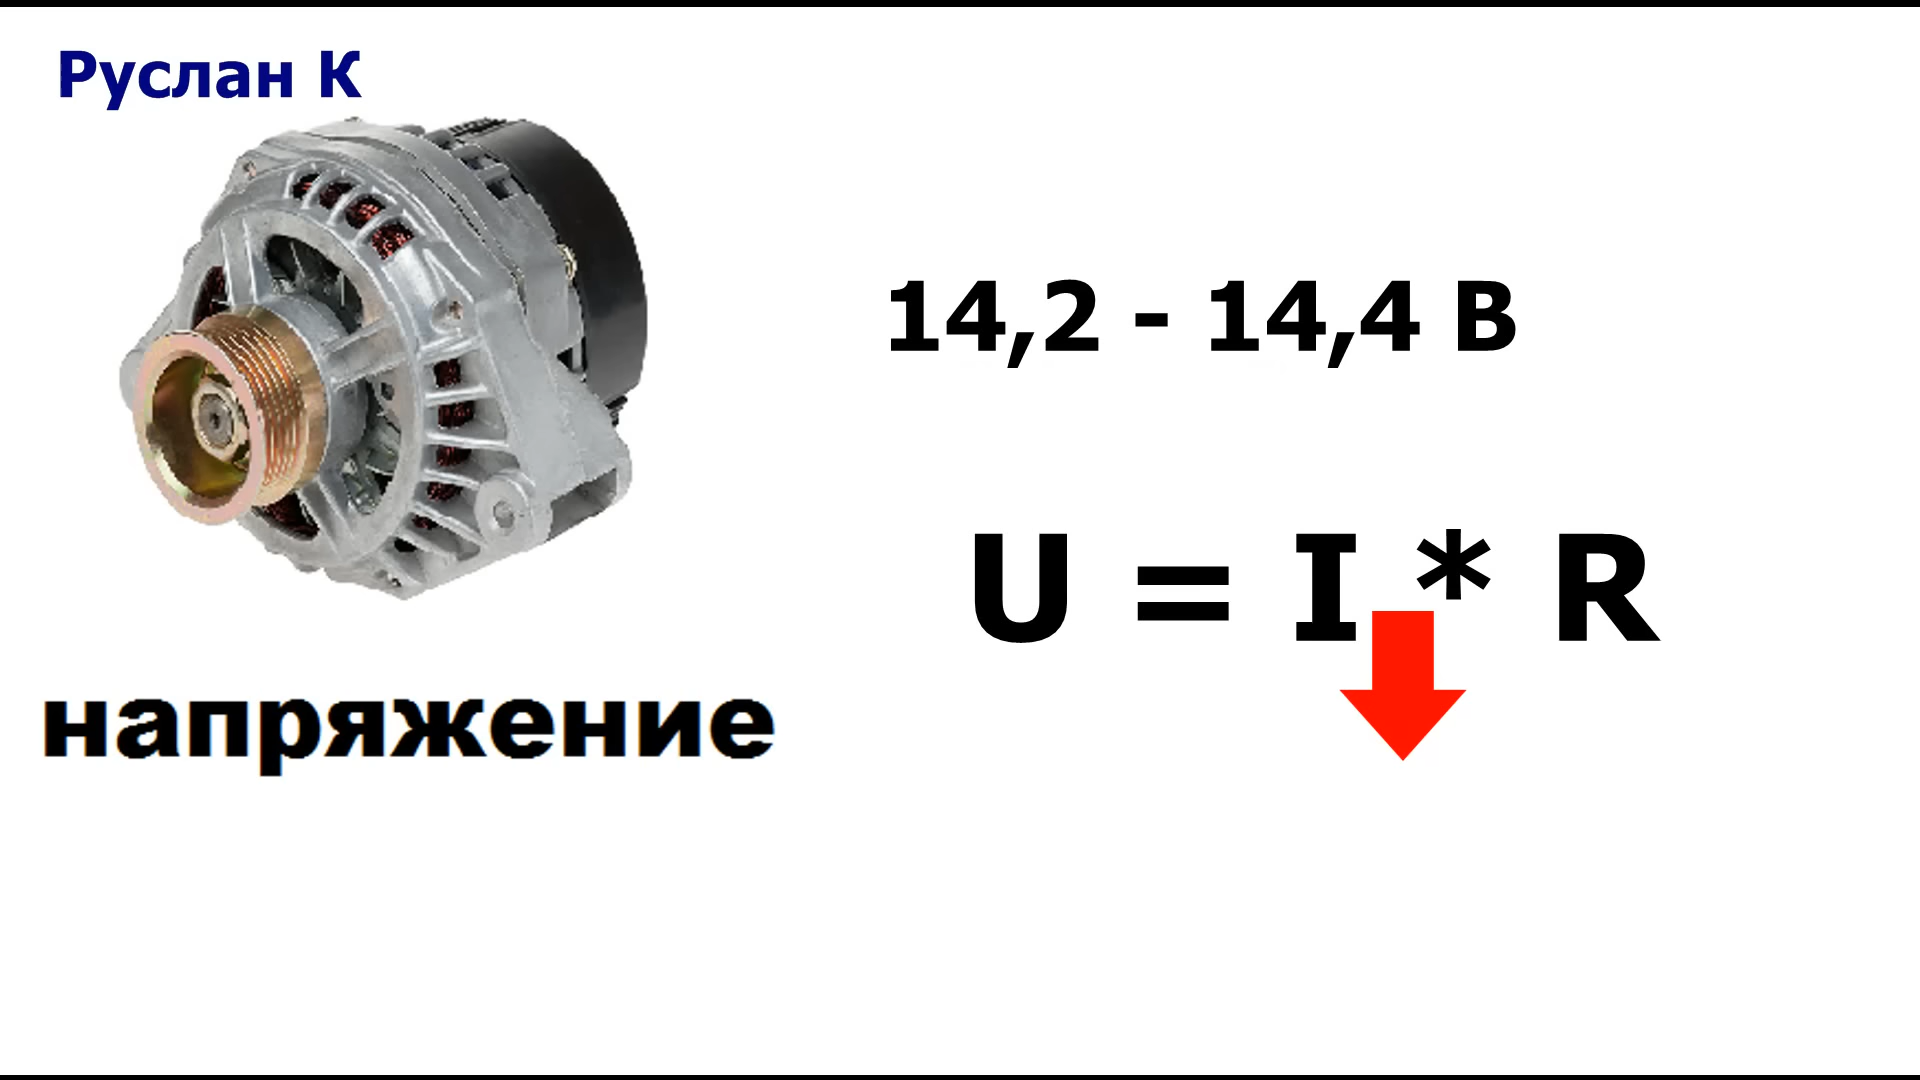 Руслан К
14,2 - 14,4 В
U = I * R
напряжение